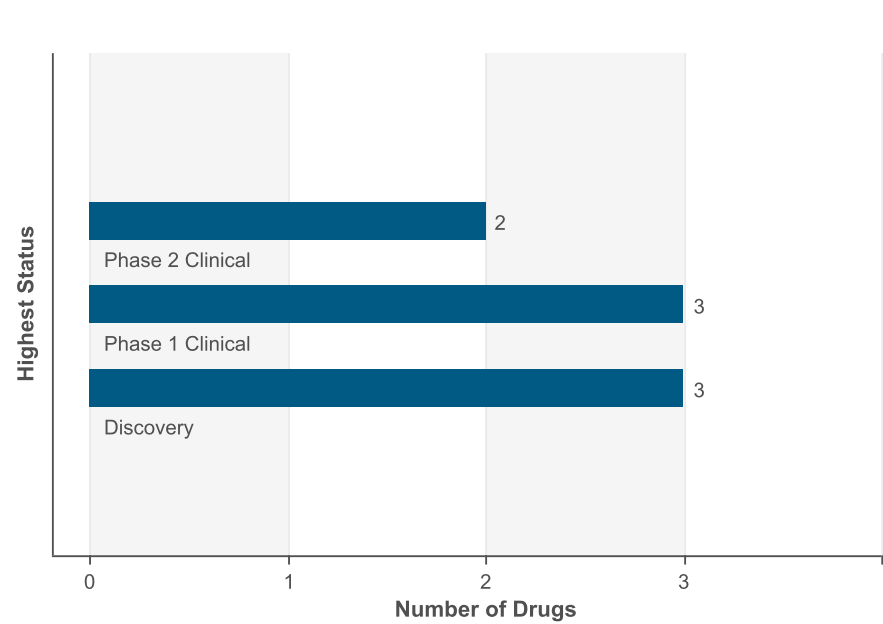 Highest Status
2
Phase 2 Clinical
3
Phase 1 Clinical
3
Discovery
0 1 2 3
Number of Drugs